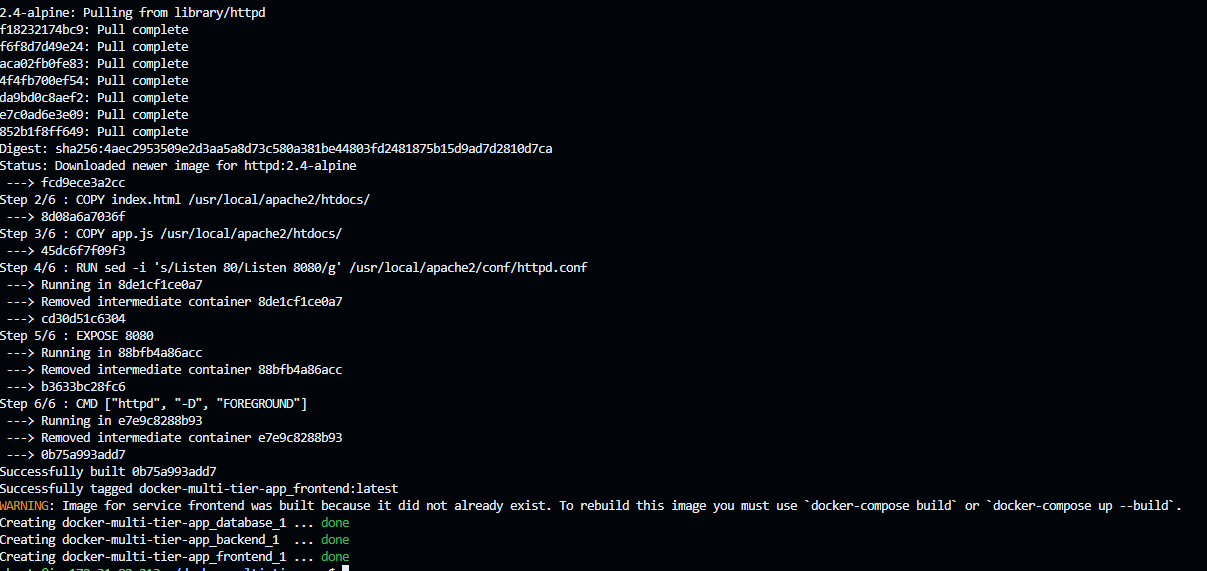 2.4-alpine: Pulling from library/httpd
f18232174bc9: Pull complete
f6f8d7d49e24: Pull complete
aca02fb0fe83: Pull complete
4f4fb700ef54: Pull complete
da9bd0c8aef2: Pull complete
e7c0ad6e3e09: Pull complete
852b1f8ff649: Pull complete
Digest: sha256:4aec2953509e2d3aa5a8d73c580a381be44803fd2481875b15d9ad7d2810d7ca
Status: Downloaded newer image for httpd:2.4-alpine
 ---> fcd9ece3a2cc
Step 2/6 : COPY index.html /usr/local/apache2/htdocs/
 ---> 8d08a6a7036f
Step 3/6 : COPY app.js /usr/local/apache2/htdocs/
 ---> 45dc6f7f09f3
Step 4/6 : RUN sed -i 's/Listen 80/Listen 8080/g' /usr/local/apache2/conf/httpd.conf
 ---> Running in 8de1cf1ce0a7
 ---> Removed intermediate container 8de1cf1ce0a7
 ---> cd30d51c6304
Step 5/6 : EXPOSE 8080
 ---> Running in 88bfb4a86acc
 ---> Removed intermediate container 88bfb4a86acc
 ---> b3633bc28fc6
Step 6/6 : CMD ["httpd", "-D", "FOREGROUND"]
 ---> Running in e7e9c8288b93
 ---> Removed intermediate container e7e9c8288b93
 ---> 0b75a993add7
Successfully built 0b75a993add7
Successfully tagged docker-multi-tier-app_frontend:latest
WARNING: Image for service frontend was built because it did not already exist. To rebuild this image you must use `docker-compose build` or `docker-compose up --build`.
Creating docker-multi-tier-app_database_1 ... done
Creating docker-multi-tier-app_backend_1  ... done
Creating docker-multi-tier-app_frontend_1 ... done